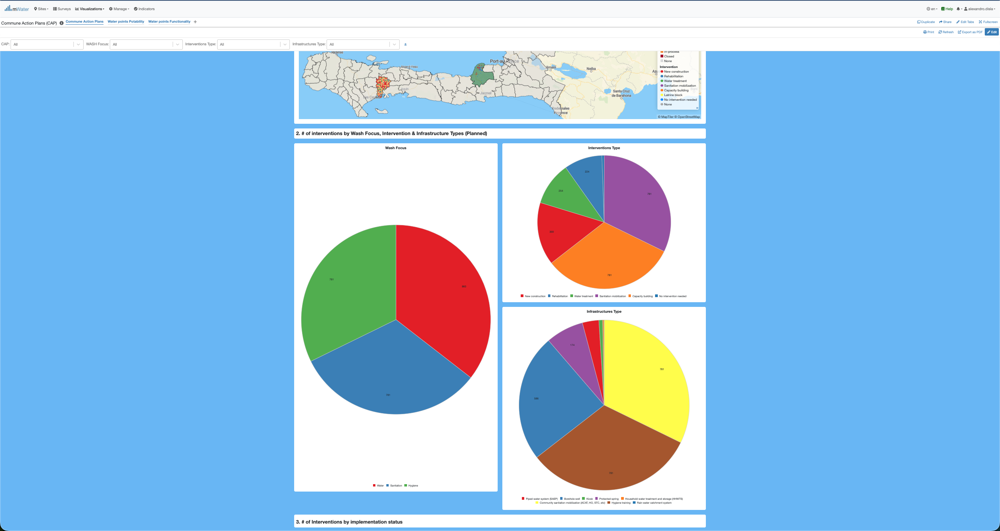 mWater Sites Surveys Visualizations Manage Indicators en Help alexandro.disla
Commune Action Plans (CAP) Commune Action Plans Water points Potability Water points Functionality + Duplicate Share Edit Tabs Fullscreen
Print Refresh Export as PDF Edit
CAP: All WASH Focus: All Interventions Type: All Infrastructures Type: All
Jérémie
In-process
Closed
None
Intervention
New construction
Rehabilitation
Water treatment
Sanitation mobilization
Capacity building
Latrine block
No intervention needed
None
Port-au-Prince
Anse-à-Veau
Jimaní
Neiba
Aquin
Les Cayes
Jacmel
Santa Cruz
de Barahona
Baní
Pedernales
Province
© MapTiler © OpenStreetMap
2. # of interventions by Wash Focus, Intervention & Infrastructure Types (Planned)
Wash Focus
781
781
Water Sanitation Hygiene
Interventions Type
224
781
254
781
New construction Rehabilitation Water treatment Sanitation mobilization Capacity building No intervention needed
Infrastructures Type
174
781
586
781
Piped water system (SAEP) Borehole well Kiosk Protected spring Household water treatment and storage (HHWTS)
Community sanitation mobilization (ACAT, HO, STC, etc) Hygiene training Rain water catchment system
3. # of Interventions by implementation status